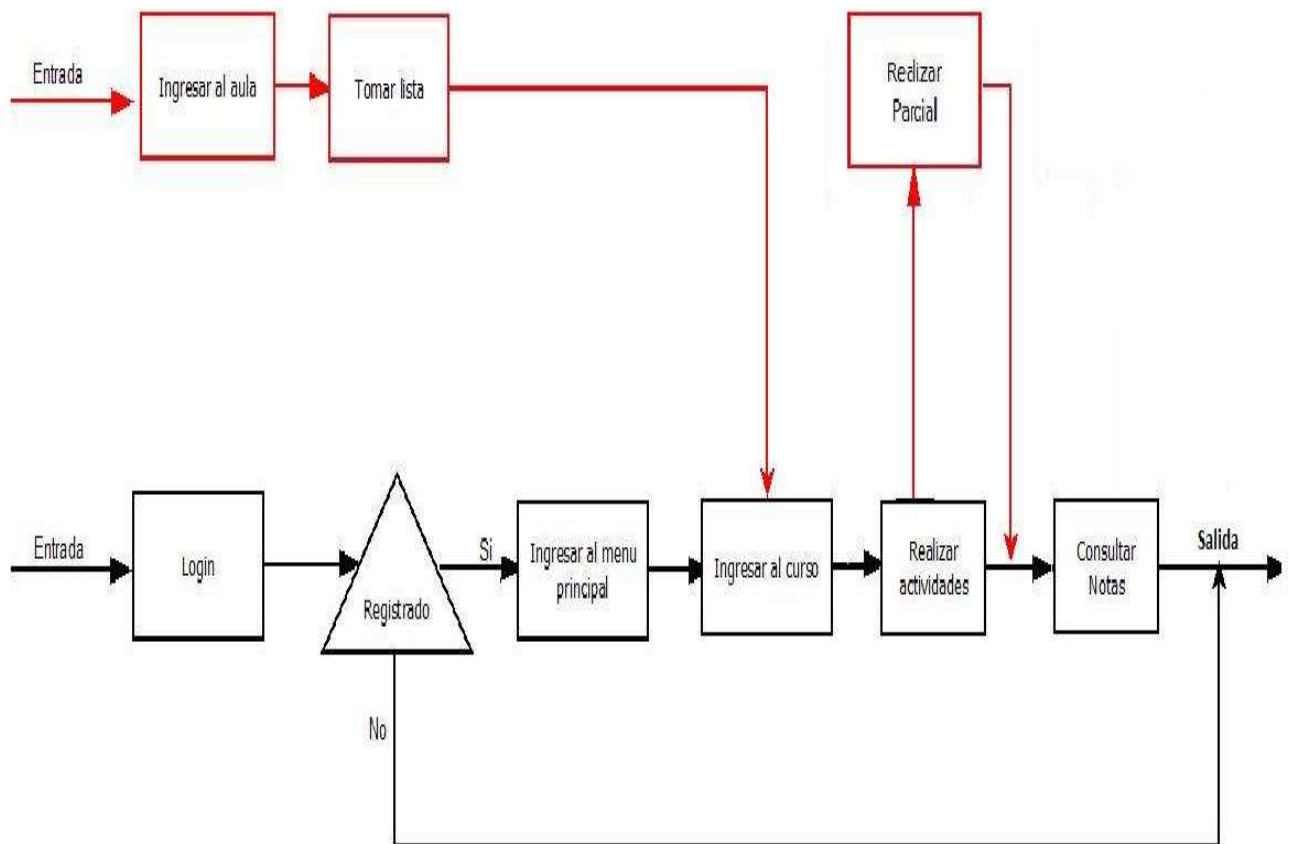 Entrada
Ingresar al aula
Tomar lista
Realizar
Parcial
Entrada
Login
Registrado
Si
No
Ingresar al menu
principal
Ingresar al curso
Realizar
actividades
Consultar
Notas
Salida